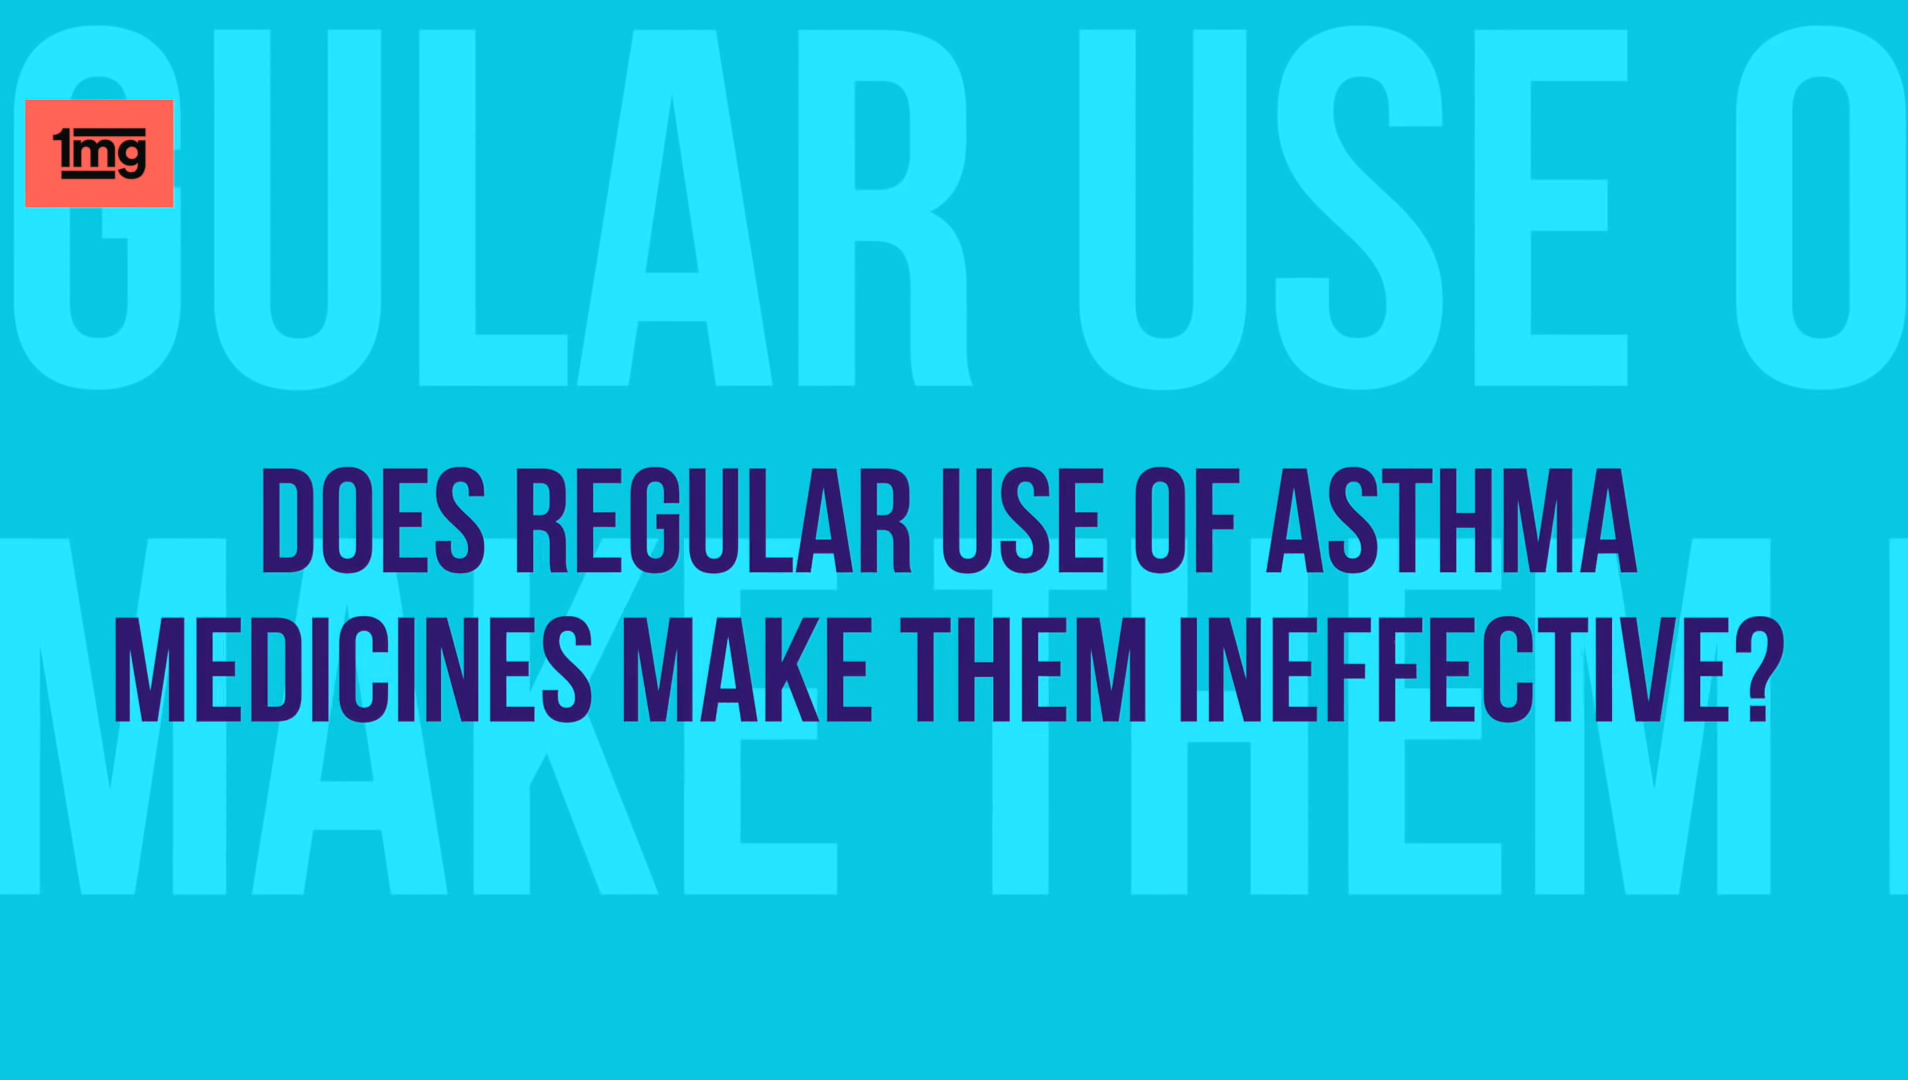 GULAR USE O
1mg
DOES REGULAR USE OF ASTHMA
MEDICINES MAKE THEM INEFFECTIVE?
MAKE THEM